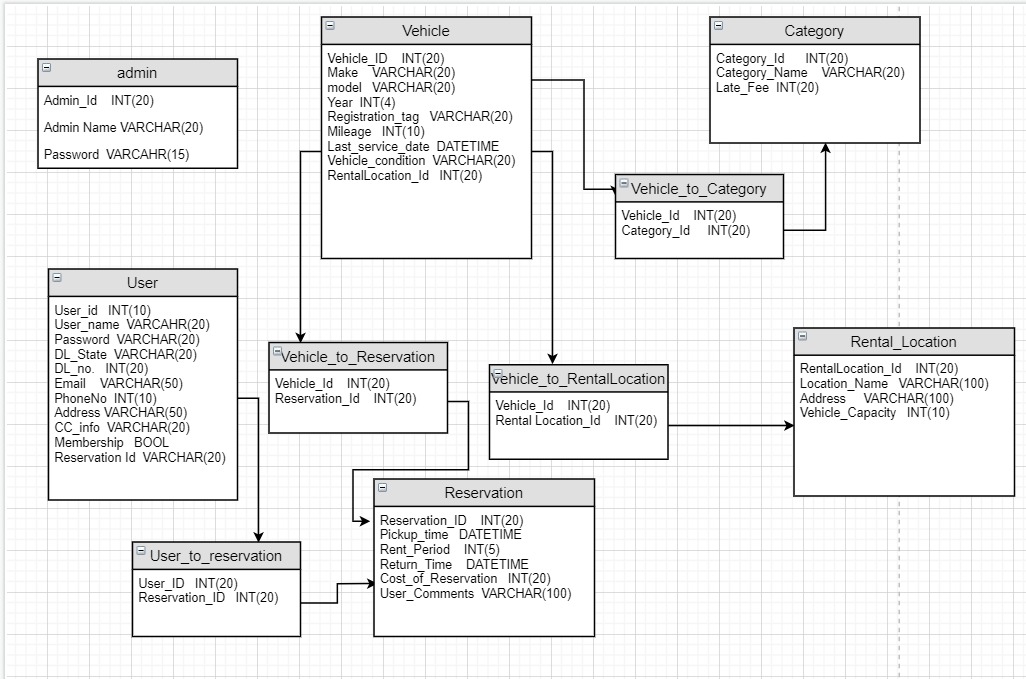 admin
Admin_Id INT(20)
Admin Name VARCHAR(20)
Password VARCAHR(15)
Vehicle
Vehicle_ID INT(20)
Make VARCHAR(20)
model VARCHAR(20)
Year INT(4)
Registration_tag VARCHAR(20)
Mileage INT(10)
Last_service_date DATETIME
Vehicle_condition VARCHAR(20)
RentalLocation_Id INT(20)
Category
Category_Id INT(20)
Category_Name VARCHAR(20)
Late_Fee INT(20)
Vehicle_to_Category
Vehicle_Id INT(20)
Category_Id INT(20)
User
User_id INT(10)
User_name VARCAHR(20)
Password VARCHAR(20)
DL_State VARCHAR(20)
DL_no. INT(20)
Email VARCHAR(50)
PhoneNo INT(10)
Address VARCHAR(50)
CC_info VARCHAR(20)
Membership BOOL
Reservation Id VARCHAR(20)
Vehicle_to_Reservation
Vehicle_Id INT(20)
Reservation_Id INT(20)
Vehicle_to_RentalLocation
Vehicle_Id INT(20)
Rental Location_Id INT(20)
Rental_Location
RentalLocation_Id INT(20)
Location_Name VARCHAR(100)
Address VARCHAR(100)
Vehicle_Capacity INT(10)
User_to_reservation
User_ID INT(20)
Reservation_ID INT(20)
Reservation
Reservation_ID INT(20)
Pickup_time DATETIME
Rent_Period INT(5)
Return_Time DATETIME
Cost_of_Reservation INT(20)
User_Comments VARCHAR(100)